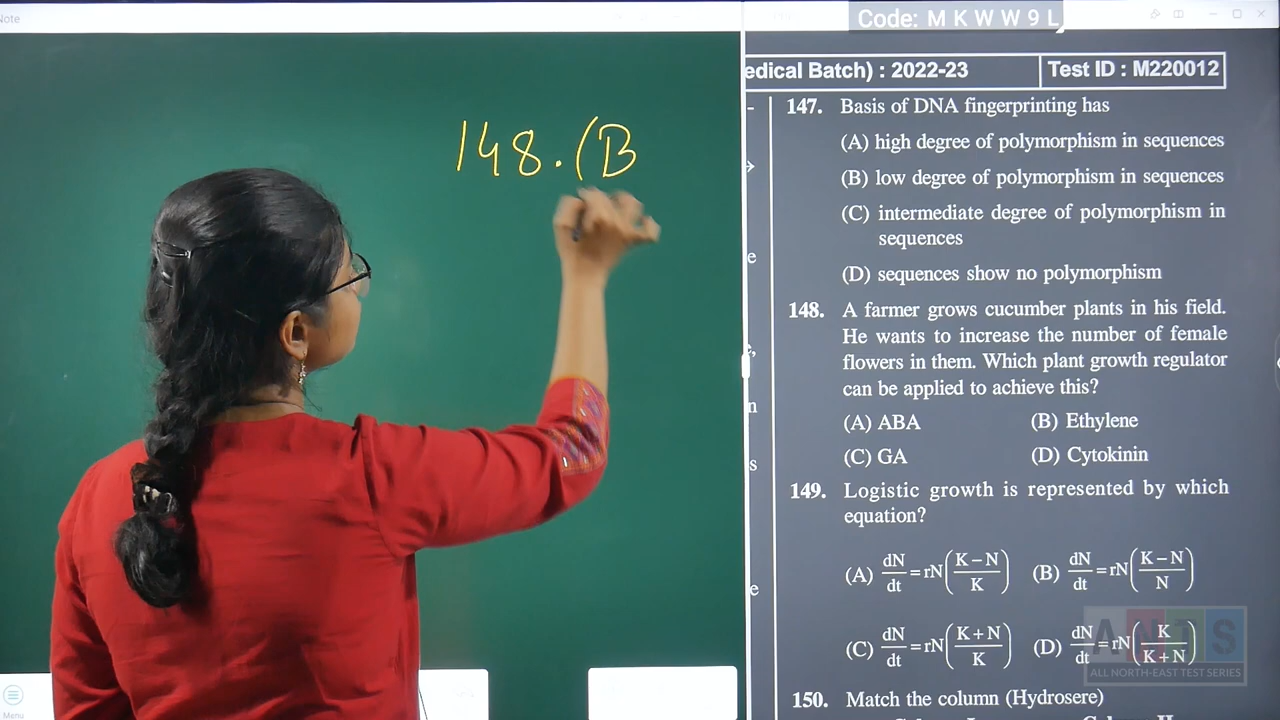 Note
Code: M K W W 9 L
edical Batch) : 2022-23 Test ID : M220012
148. (B
147. Basis of DNA fingerprinting has
(A) high degree of polymorphism in sequences
(B) low degree of polymorphism in sequences
(C) intermediate degree of polymorphism in
sequences
(D) sequences show no polymorphism
148. A farmer grows cucumber plants in his field.
He wants to increase the number of female
flowers in them. Which plant growth regulator
can be applied to achieve this?
(A) ABA (B) Ethylene
(C) GA (D) Cytokinin
149. Logistic growth is represented by which
equation?
(A) dN/dt = rN((K − N)/K) (B) dN/dt = rN((K − N)/N)
(C) dN/dt = rN((K + N)/K) (D) dN/dt = rN(K/(K + N))
ANTS
ALL NORTH-EAST TEST SERIES
150. Match the column (Hydrosere)
Menu